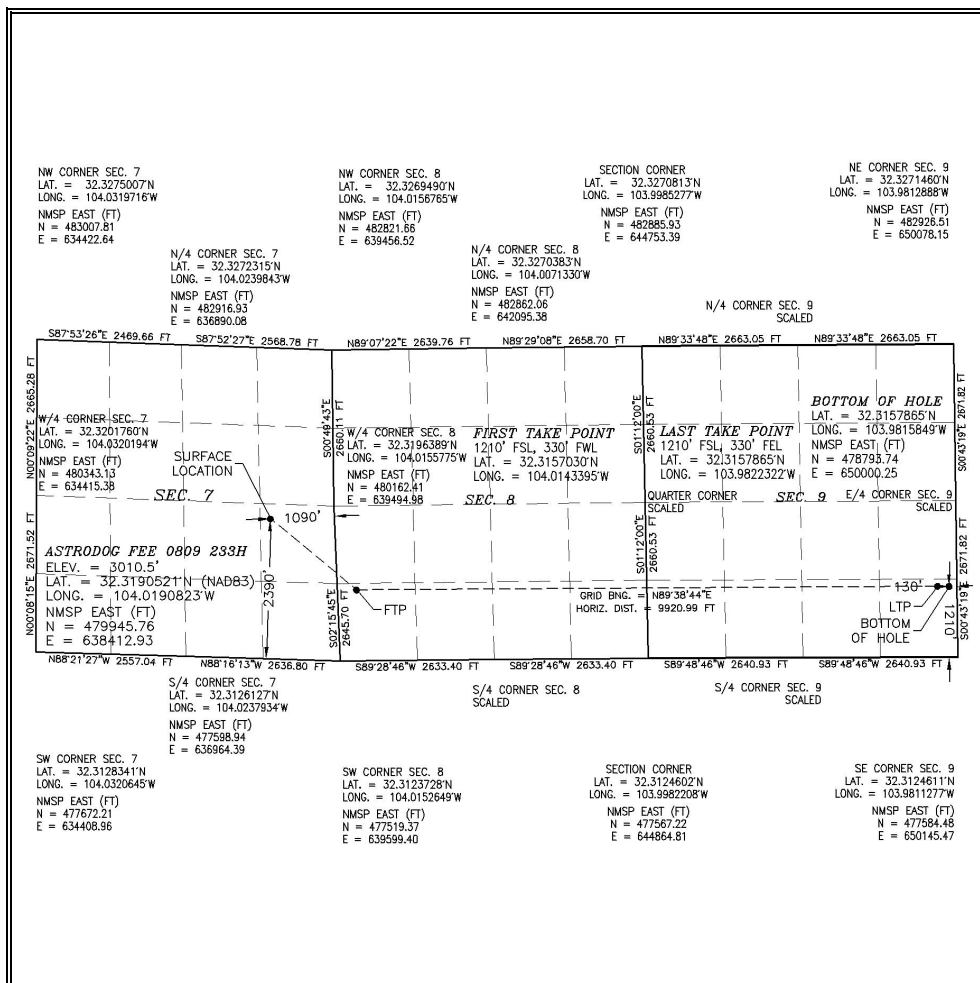 NW CORNER SEC. 7
LAT. = 32.3275007'N
LONG. = 104.0319716'W
NMSP EAST (FT)
N = 483007.81
E = 634422.64
NW CORNER SEC. 8
LAT. = 32.3269490'N
LONG. = 104.0156765'W
NMSP EAST (FT)
N = 482821.66
E = 639456.52
SECTION CORNER
LAT. = 32.3270813'N
LONG. = 103.9985277'W
NMSP EAST (FT)
N = 482885.93
E = 644753.39
NE CORNER SEC. 9
LAT. = 32.3271460'N
LONG. = 103.9812888'W
NMSP EAST (FT)
N = 482926.51
E = 650078.15
N/4 CORNER SEC. 7
LAT. = 32.3272315'N
LONG. = 104.0239843'W
NMSP EAST (FT)
N = 482916.93
E = 636890.08
N/4 CORNER SEC. 8
LAT. = 32.3270383'N
LONG. = 104.0071330'W
NMSP EAST (FT)
N = 482862.06
E = 642095.38
N/4 CORNER SEC. 9
SCALED
S87'53'26"E 2469.66 FT
S87'52'27"E 2568.78 FT
N89'07'22"E 2639.76 FT
N89'29'08"E 2658.70 FT
N89'33'48"E 2663.05 FT
N89'33'48"E 2663.05 FT
N00'09'22"E 2665.28 FT
W/4 CORNER SEC. 7
LAT. = 32.3201760'N
LONG. = 104.0320194'W
NMSP EAST (FT)
N = 480343.13
E = 634415.38
SURFACE
LOCATION
S00'49'43"E
2660.11 FT
W/4 CORNER SEC. 8
LAT. = 32.3196389'N
LONG. = 104.0155775'W
NMSP EAST (FT)
N = 480162.41
E = 639494.98
FIRST TAKE POINT
1210' FSL, 330' FWL
LAT. = 32.3157030'N
LONG. = 104.0143395'W
S01'12'00"E
2660.53 FT
LAST TAKE POINT
1210' FSL, 330' FEL
LAT. = 32.3157865'N
LONG. = 103.9822322'W
BOTTOM OF HOLE
LAT. = 32.3157865'N
LONG. = 103.9815849'W
NMSP EAST (FT)
N = 478793.74
E = 650000.25
S00'43'19"E 2671.82 FT
SEC. 7
SEC. 8
QUARTER CORNER
SCALED
SEC. 9
E/4 CORNER SEC. 9
SCALED
1090'
2390'
ASTRODOG FEE 0809 233H
ELEV. = 3010.5'
LAT. = 32.3190521'N (NAD83)
LONG. = 104.0190823'W
NMSP EAST (FT)
N = 479945.76
E = 638412.93
N00'08'15"E 2671.52 FT
S02'15'45"E
2645.70 FT
FTP
S01'12'00"E
2660.53 FT
GRID BNG. = N89'38'44"E
HORIZ. DIST. = 9920.99 FT
130'
LTP
BOTTOM
OF HOLE
1210'
S00'43'19"E 2671.82 FT
N88'21'27"W 2557.04 FT
N88'16'13"W 2636.80 FT
S89'28'46"W 2633.40 FT
S89'28'46"W 2633.40 FT
S89'48'46"W 2640.93 FT
S89'48'46"W 2640.93 FT
S/4 CORNER SEC. 7
LAT. = 32.3126127'N
LONG. = 104.0237934'W
NMSP EAST (FT)
N = 477598.94
E = 636964.39
S/4 CORNER SEC. 8
SCALED
S/4 CORNER SEC. 9
SCALED
SW CORNER SEC. 7
LAT. = 32.3128341'N
LONG. = 104.0320645'W
NMSP EAST (FT)
N = 477672.21
E = 634408.96
SW CORNER SEC. 8
LAT. = 32.3123728'N
LONG. = 104.0152649'W
NMSP EAST (FT)
N = 477519.37
E = 639599.40
SECTION CORNER
LAT. = 32.3124602'N
LONG. = 103.9982208'W
NMSP EAST (FT)
N = 477567.22
E = 644864.81
SE CORNER SEC. 9
LAT. = 32.3124611'N
LONG. = 103.9811277'W
NMSP EAST (FT)
N = 477584.48
E = 650145.47